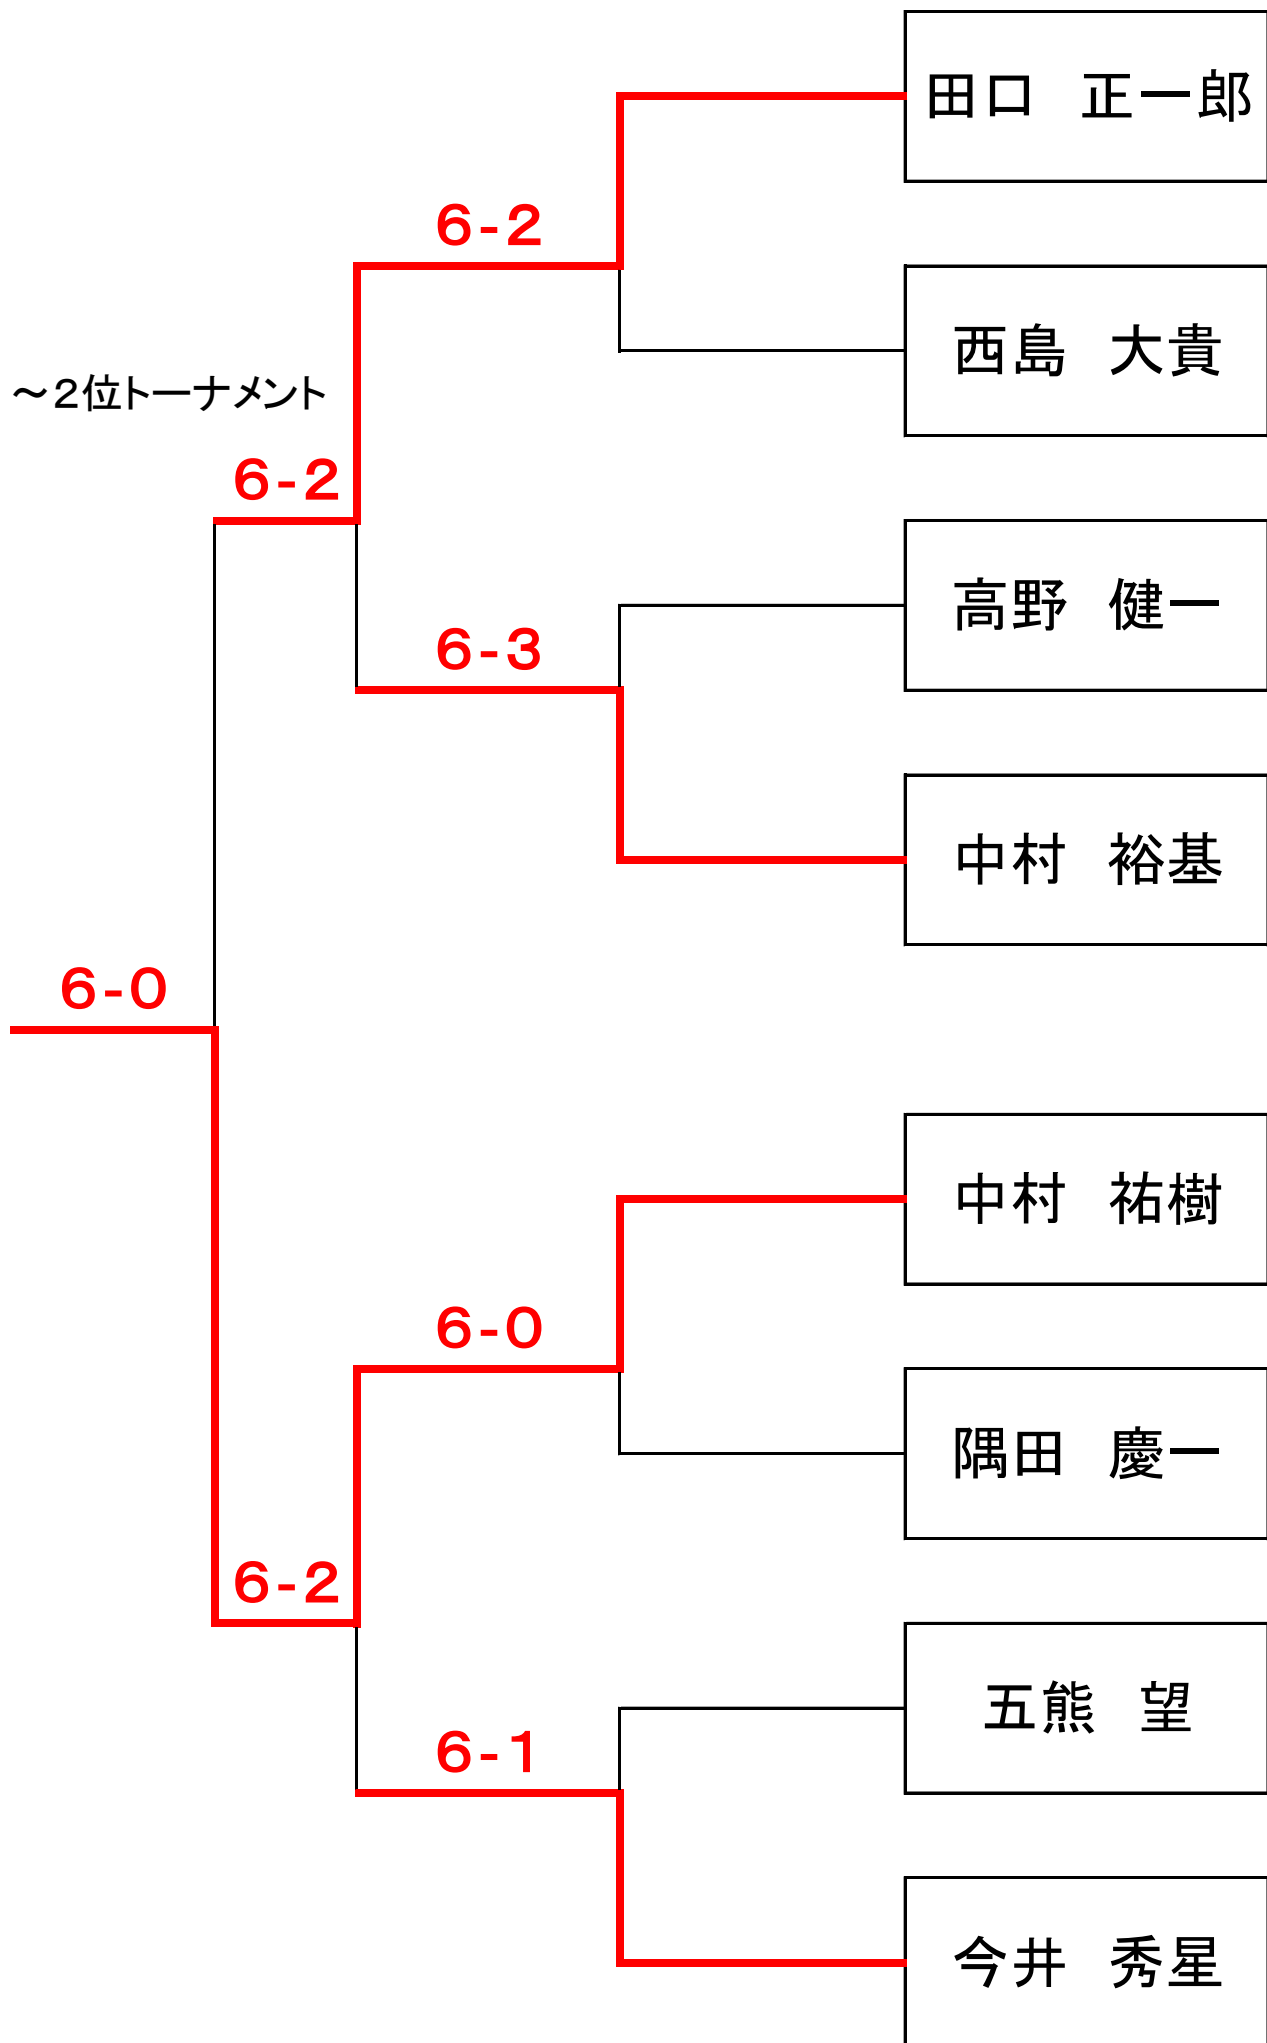 田口　正一郎
6-2
西島　大貴
～2位トーナメント
6-2
高野　健一
6-3
中村　裕基
6-0
中村　祐樹
6-0
隅田　慶一
6-2
五熊　望
6-1
今井　秀星